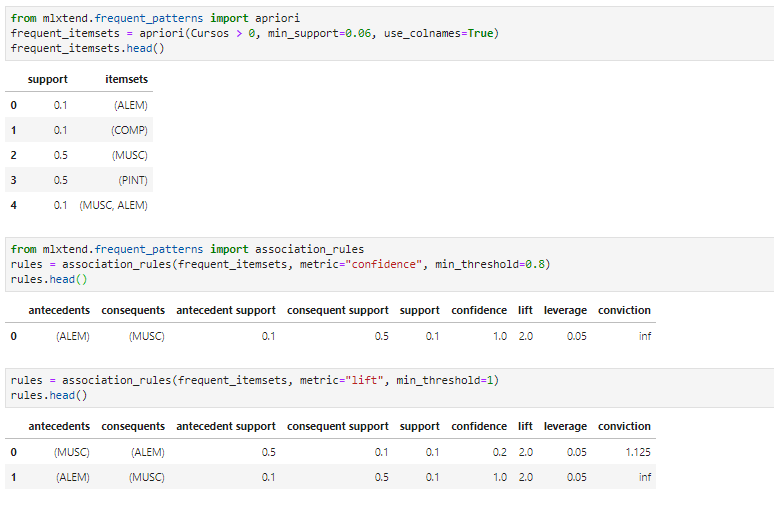 from mlxtend.frequent_patterns import apriori
frequent_itemsets = apriori(Cursos > 0, min_support=0.06, use_colnames=True)
frequent_itemsets.head()
support itemsets
0 0.1 (ALEM)
1 0.1 (COMP)
2 0.5 (MUSC)
3 0.5 (PINT)
4 0.1 (MUSC, ALEM)
from mlxtend.frequent_patterns import association_rules
rules = association_rules(frequent_itemsets, metric="confidence", min_threshold=0.8)
rules.head()
antecedents consequents antecedent support consequent support support confidence lift leverage conviction
0 (ALEM) (MUSC) 0.1 0.5 0.1 1.0 2.0 0.05 inf
rules = association_rules(frequent_itemsets, metric="lift", min_threshold=1)
rules.head()
antecedents consequents antecedent support consequent support support confidence lift leverage conviction
0 (MUSC) (ALEM) 0.5 0.1 0.1 0.2 2.0 0.05 1.125
1 (ALEM) (MUSC) 0.1 0.5 0.1 1.0 2.0 0.05 inf